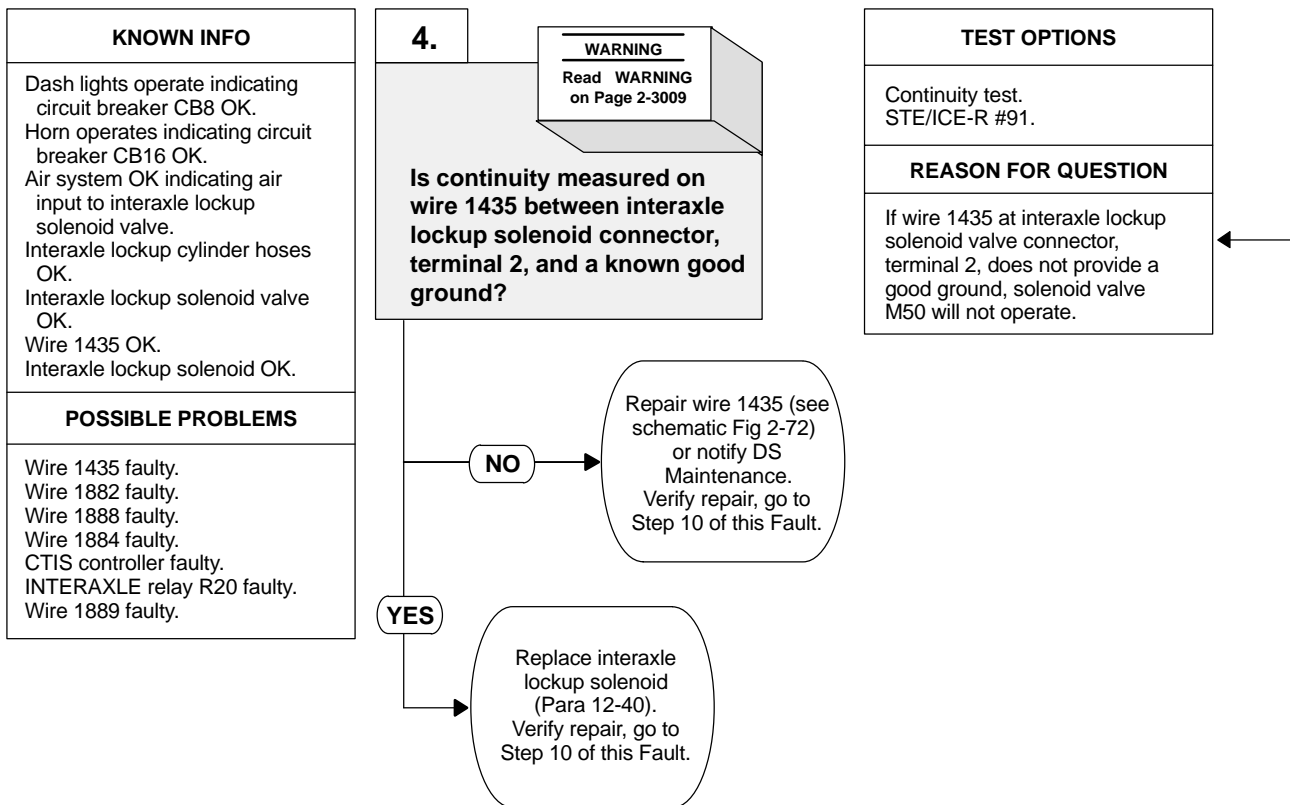 KNOWN INFO
Dash lights operate indicating
circuit breaker CB8 OK.
Horn operates indicating circuit
breaker CB16 OK.
Air system OK indicating air
input to interaxle lockup
solenoid valve.
Interaxle lockup cylinder hoses
OK.
Interaxle lockup solenoid valve
OK.
Wire 1435 OK.
Interaxle lockup solenoid OK.
POSSIBLE PROBLEMS
Wire 1435 faulty.
Wire 1882 faulty.
Wire 1888 faulty.
Wire 1884 faulty.
CTIS controller faulty.
INTERAXLE relay R20 faulty.
Wire 1889 faulty.
4.
WARNING
Read WARNING
on Page 2-3009
Is continuity measured on
wire 1435 between interaxle
lockup solenoid connector,
terminal 2, and a known good
ground?
NO
Repair wire 1435 (see
schematic Fig 2-72)
or notify DS
Maintenance.
Verify repair, go to
Step 10 of this Fault.
YES
Replace interaxle
lockup solenoid
(Para 12-40).
Verify repair, go to
Step 10 of this Fault.
TEST OPTIONS
Continuity test.
STE/ICE-R #91.
REASON FOR QUESTION
If wire 1435 at interaxle lockup
solenoid valve connector,
terminal 2, does not provide a
good ground, solenoid valve
M50 will not operate.